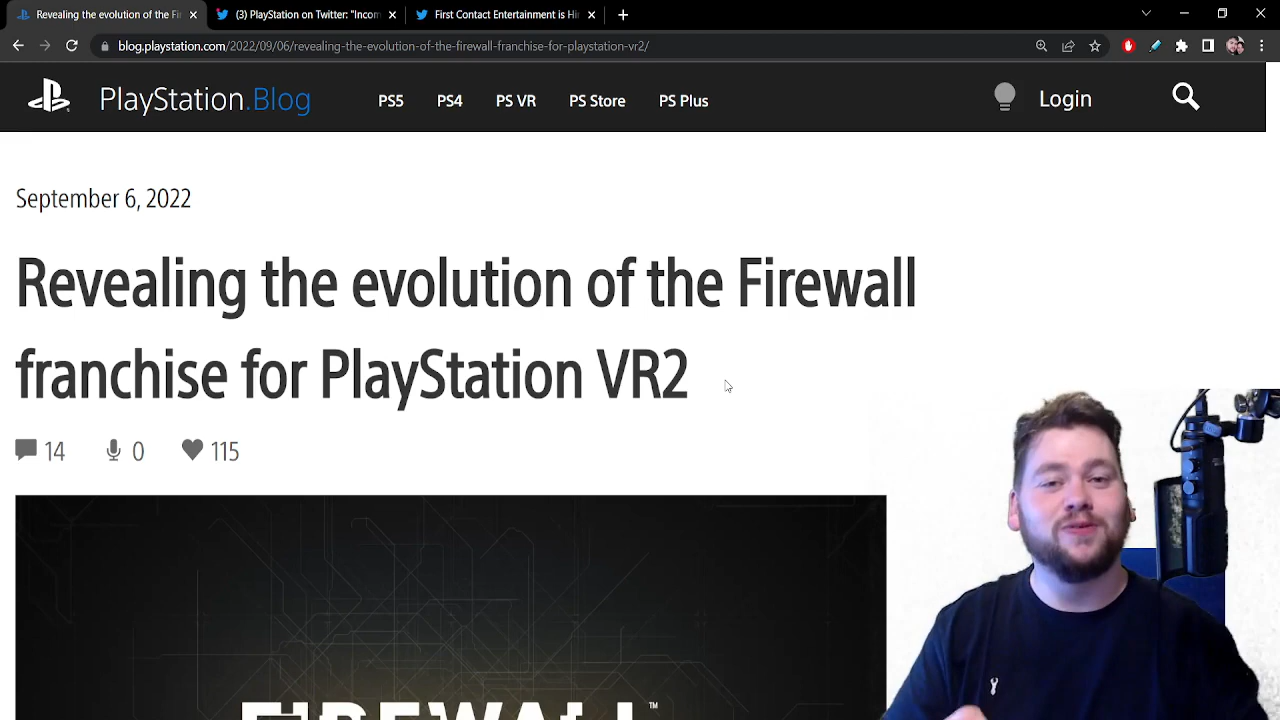 Revealing the evolution of the Fi
(3) PlayStation on Twitter: "Incom
First Contact Entertainment is Hi
blog.playstation.com/2022/09/06/revealing-the-evolution-of-the-firewall-franchise-for-playstation-vr2/
PlayStation.Blog
PS5
PS4
PS VR
PS Store
PS Plus
Login
September 6, 2022
Revealing the evolution of the Firewall
franchise for PlayStation VR2
14
0
115
FIREWALL™